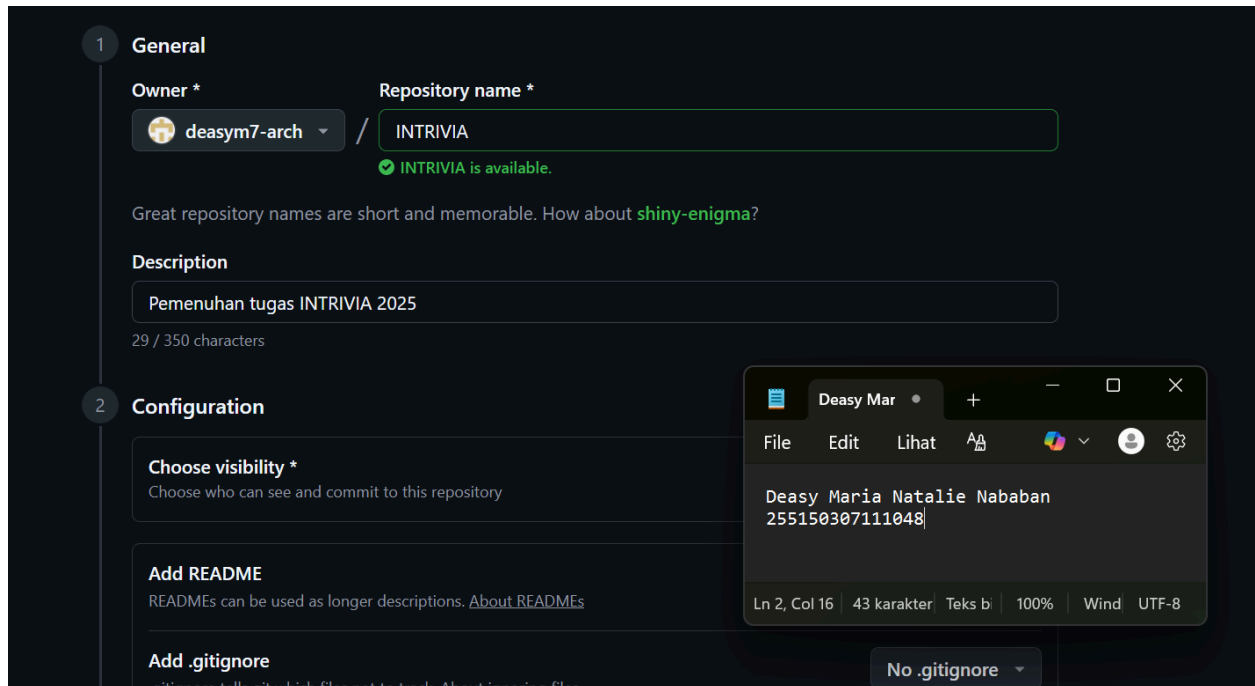 1
General
Owner * Repository name *
deasym7-arch / INTRIVIA
INTRIVIA is available.
Great repository names are short and memorable. How about shiny-enigma?
Description
Pemenuhan tugas INTRIVIA 2025
29 / 350 characters
2
Configuration
Choose visibility *
Choose who can see and commit to this repository
Add README
READMEs can be used as longer descriptions. About READMEs
Add .gitignore
No .gitignore
Deasy Mar
File Edit Lihat
Deasy Maria Natalie Nababan
255150307111048
Ln 2, Col 16 43 karakter Teks bi 100% Wind UTF-8